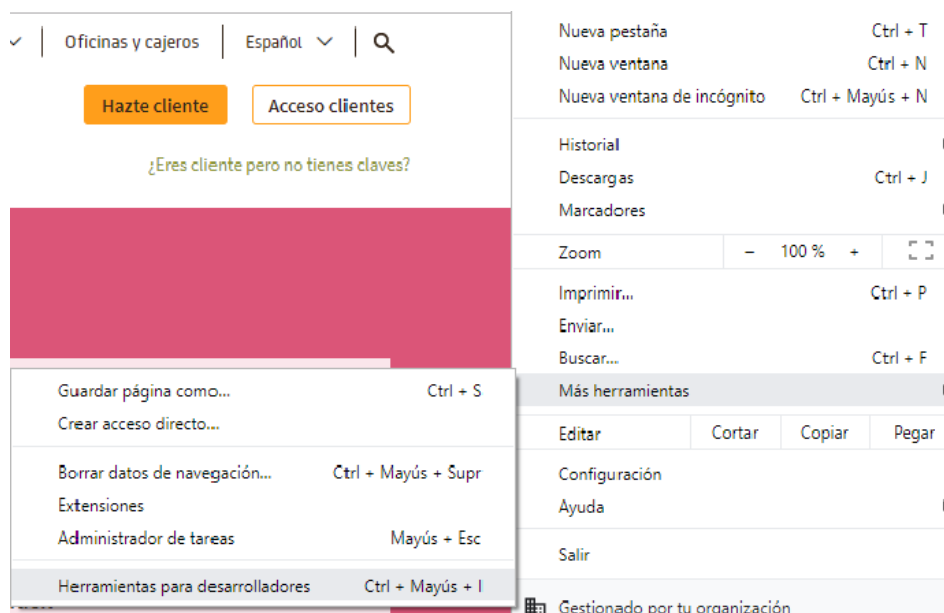 Oficinas y cajeros Español
Hazte cliente Acceso clientes
¿Eres cliente pero no tienes claves?
Nueva pestaña Ctrl + T
Nueva ventana Ctrl + N
Nueva ventana de incógnito Ctrl + Mayús + N
Historial
Descargas Ctrl + J
Marcadores
Zoom – 100 % +
Imprimir... Ctrl + P
Enviar...
Buscar... Ctrl + F
Más herramientas
Editar Cortar Copiar Pegar
Configuración
Ayuda
Salir
Gestionado por tu organización
Guardar página como... Ctrl + S
Crear acceso directo...
Borrar datos de navegación... Ctrl + Mayús + Supr
Extensiones
Administrador de tareas Mayús + Esc
Herramientas para desarrolladores Ctrl + Mayús + I